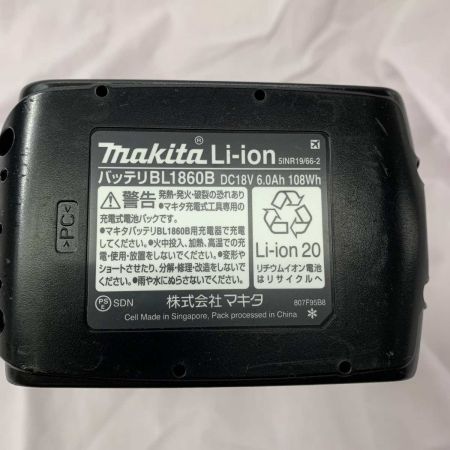 makita® Li-ion 5INR19/66-2
バッテリBL1860B DC18V 6.0Ah 108Wh
警告 発熱・発火・破裂の恐れあり
●マキタ充電式工具専用の
充電式電池パックです。
●マキタバッテリBL1860B用充電器で充電
してください。●火中投入、加熱、高温での充
電・使用・放置をしないでください。●変形や
ショートさせたり、分解・修理・改造をしないで
ください。●雨や水にぬらさないでください。
Li-ion 20
リチウムイオン電池
はリサイクルへ
PS E SDN 株式会社 マキタ 807F95B8
Cell Made in Singapore, Pack processed in China
>PC<